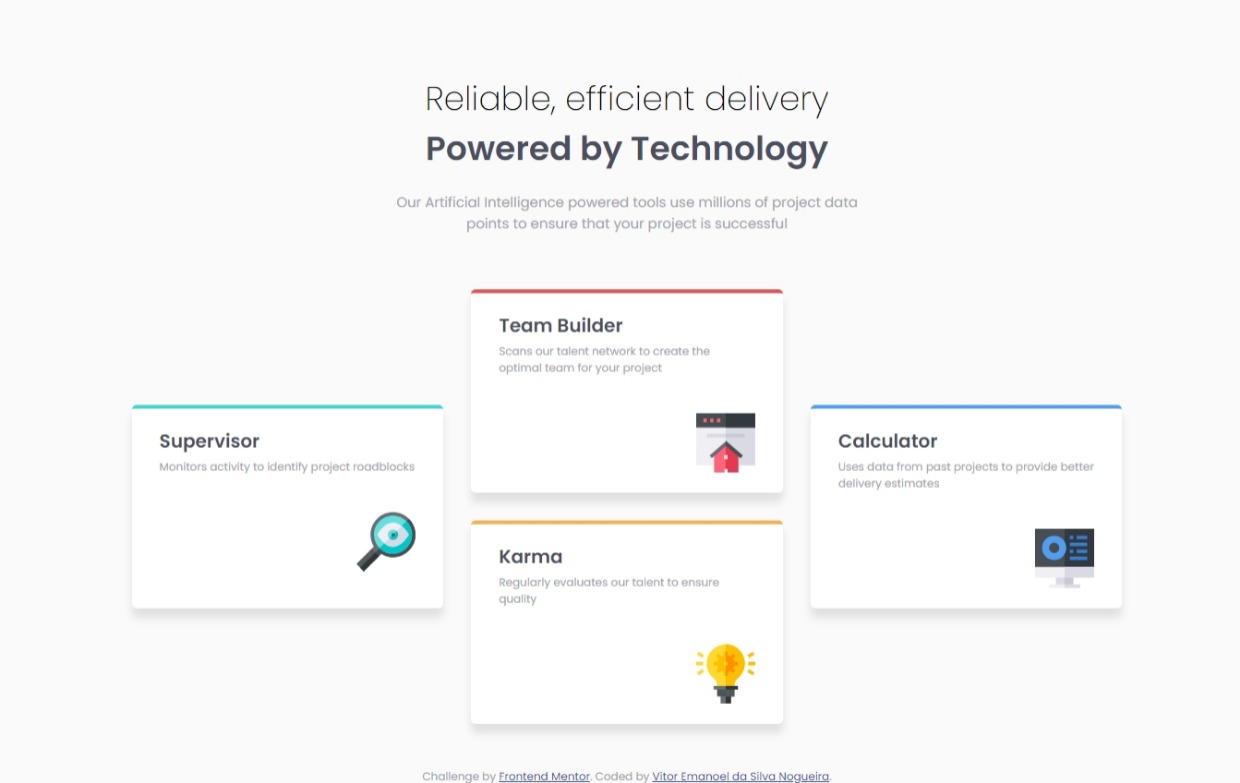 Reliable, efficient delivery
Powered by Technology
Our Artificial Intelligence powered tools use millions of project data
points to ensure that your project is successful
Team Builder
Scans our talent network to create the
optimal team for your project
Supervisor
Monitors activity to identify project roadblocks
Calculator
Uses data from past projects to provide better
delivery estimates
Karma
Regularly evaluates our talent to ensure
quality
Challenge by Frontend Mentor. Coded by Vitor Emanoel da Silva Nogueira.